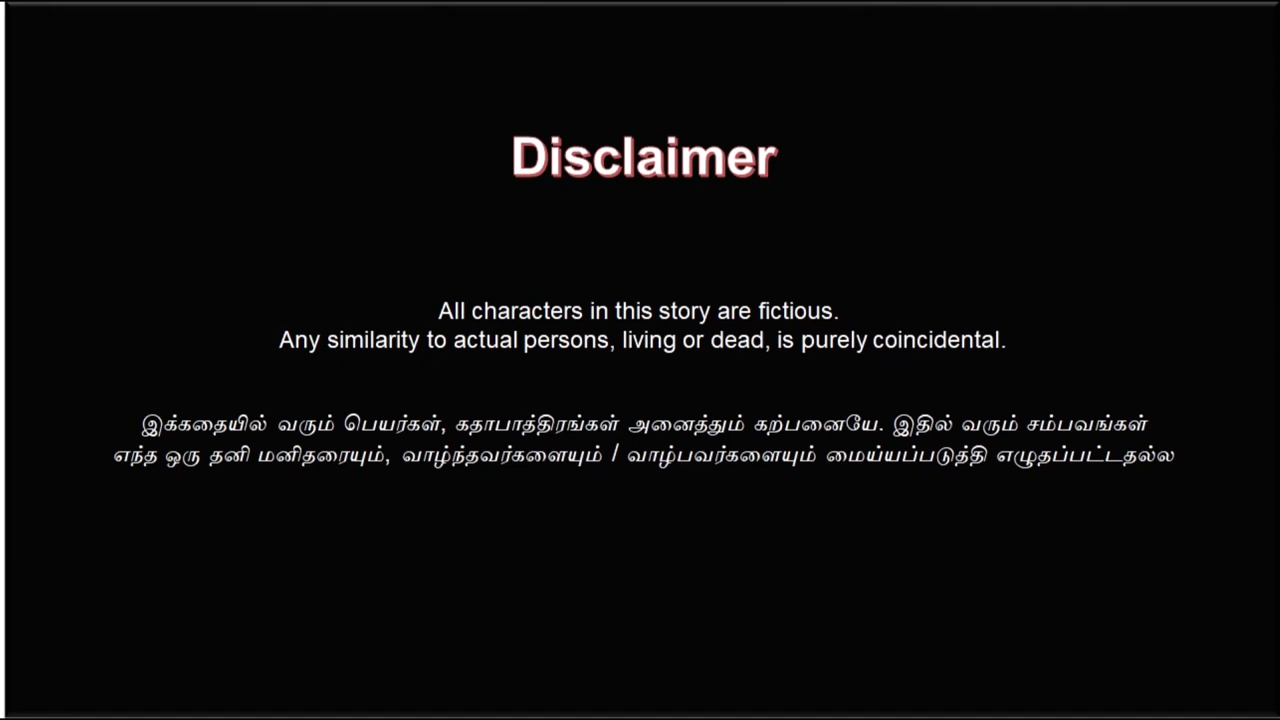 Disclaimer
All characters in this story are fictious.
Any similarity to actual persons, living or dead, is purely coincidental.
இக்கதையில் வரும் பெயர்கள், கதாபாத்திரங்கள் அனைத்தும் கற்பனையே. இதில் வரும் சம்பவங்கள்
எந்த ஒரு தனி மனிதரையும், வாழ்ந்தவர்களையும் / வாழ்பவர்களையும் மைய்யப்படுத்தி எழுதப்பட்டதல்ல